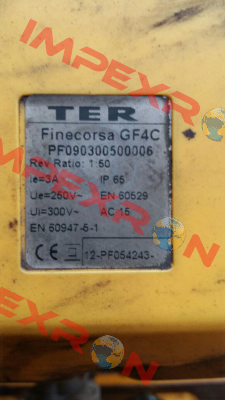 TER
Finecorsa GF4C
PF090300500006
Rev Ratio: 1:50
Ie=3A IP 65
Ue=250V~ EN 60529
Ui=300V~ AC 15
EN 60947-5-1
CE 12-PF054243-
IMPEXRON
IMPEXRON
IMPEXRON